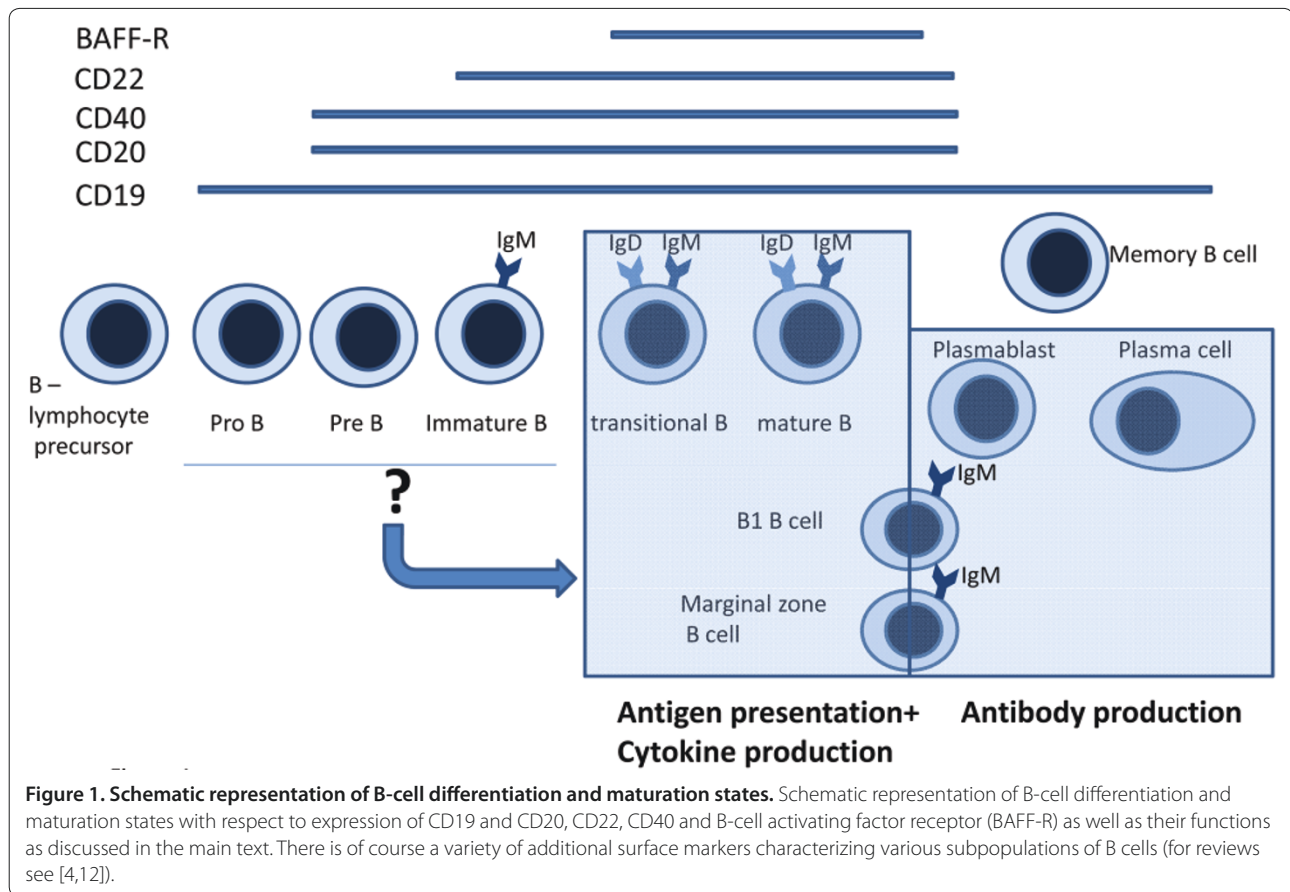 BAFF-R
CD22
CD40
CD20
CD19
IgM
IgD IgM
IgD IgM
Memory B cell
B –
lymphocyte
precursor
Pro B
Pre B
Immature B
transitional B
mature B
Plasmablast
Plasma cell
?
IgM
B1 B cell
IgM
Marginal zone
B cell
Antigen presentation+
Cytokine production
Antibody production
Figure 1. Schematic representation of B-cell differentiation and maturation states. Schematic representation of B-cell differentiation and
maturation states with respect to expression of CD19 and CD20, CD22, CD40 and B-cell activating factor receptor (BAFF-R) as well as their functions
as discussed in the main text. There is of course a variety of additional surface markers characterizing various subpopulations of B cells (for reviews
see [4,12]).